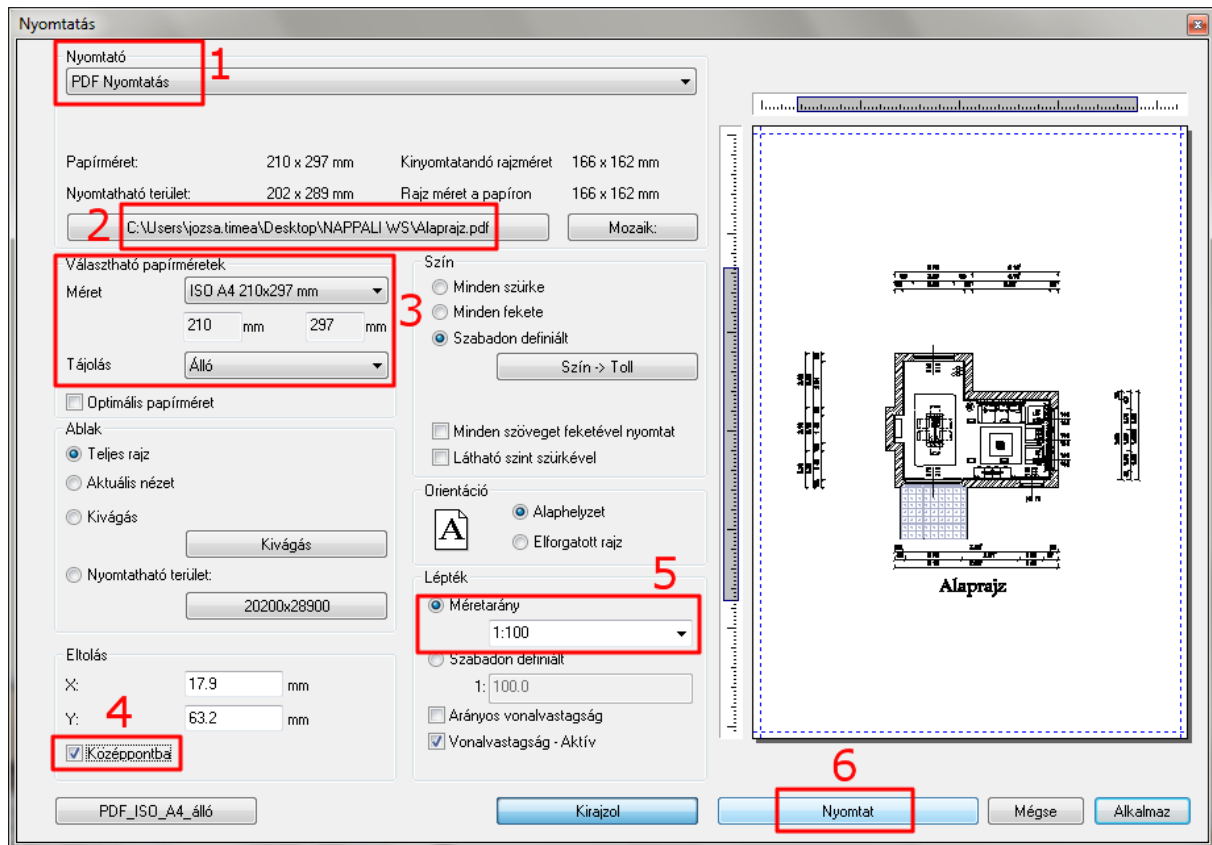 Nyomtatás
Nyomtató
1
PDF Nyomtatás
Papírméret: 210 x 297 mm Kinyomtatandó rajzméret 166 x 162 mm
Nyomtatható terület: 202 x 289 mm Rajz méret a papíron 166 x 162 mm
2 C:\Users\jozsa.timea\Desktop\NAPPALI WS\Alaprajz.pdf Mozaik:
Választható papírméretek
Méret ISO A4 210x297 mm
3
210 mm 297 mm
Tájolás Álló
Optimális papírméret
Ablak
Teljes rajz
Aktuális nézet
Kivágás
Kivágás
Nyomtatható terület:
20200x28900
Eltolás
X: 17.9 mm
Y: 63.2 mm
4
Középpontba
Szín
Minden szürke
Minden fekete
Szabadon definiált
Szín -> Toll
Minden szöveget feketével nyomtat
Látható szint szürkével
Orientáció
A
Alaphelyzet
Elforgatott rajz
Lépték
5
Méretarány
1:100
Szabadon definiált
1: 100.0
Arányos vonalvastagság
Vonalvastagság - Aktív
Alaprajz
6
PDF_ISO_A4_álló Kirajzol Nyomtat Mégse Alkalmaz